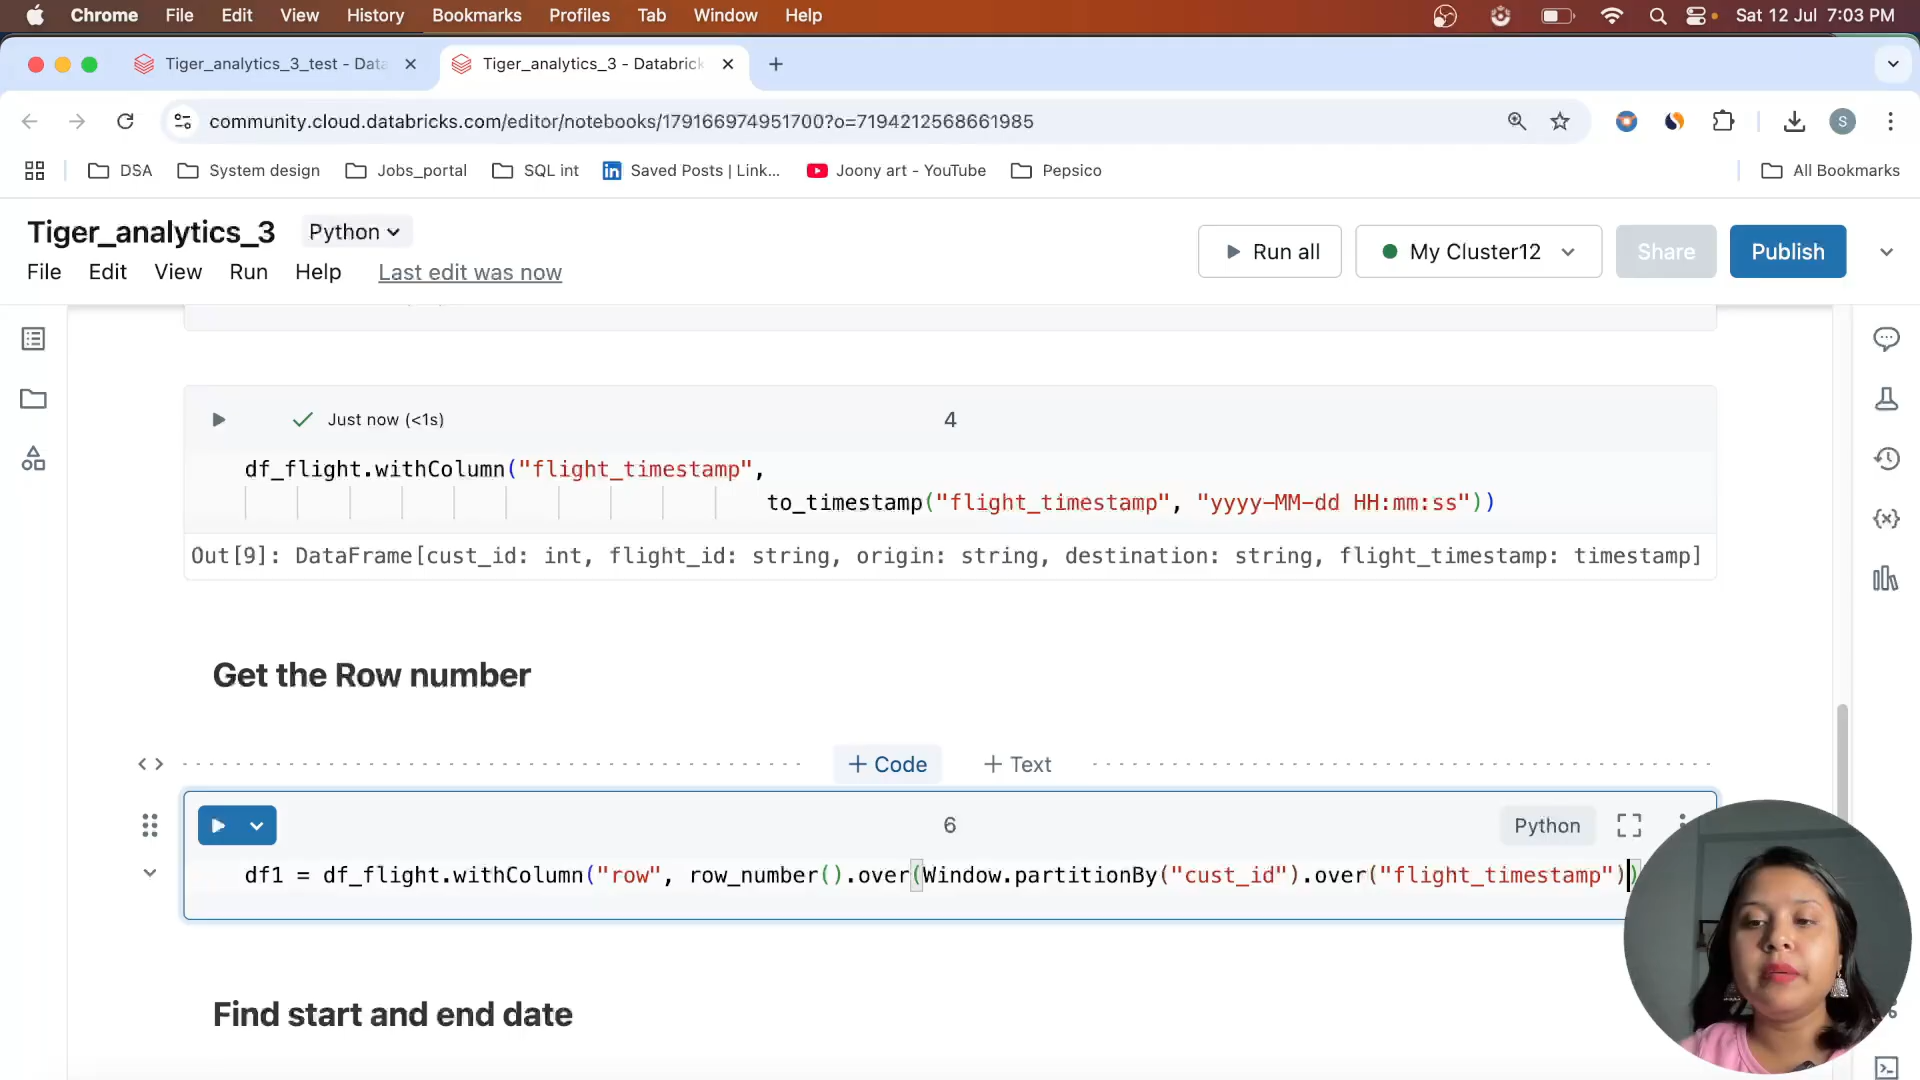 Chrome File Edit View History Bookmarks Profiles Tab Window Help Sat 12 Jul 7:03 PM
Tiger_analytics_3_test - Data Tiger_analytics_3 - Databrick
community.cloud.databricks.com/editor/notebooks/179166974951700?o=7194212568661985 S
DSA System design Jobs_portal SQL int Saved Posts | Link... Joony art - YouTube Pepsico All Bookmarks
Tiger_analytics_3 Python
File Edit View Run Help Last edit was now
Run all My Cluster12 Share Publish
Just now (<1s) 4
df_flight.withColumn("flight_timestamp",
to_timestamp("flight_timestamp", "yyyy-MM-dd HH:mm:ss"))
Out[9]: DataFrame[cust_id: int, flight_id: string, origin: string, destination: string, flight_timestamp: timestamp]
Get the Row number
+ Code + Text
6 Python
df1 = df_flight.withColumn("row", row_number().over(Window.partitionBy("cust_id").over("flight_timestamp"))
Find start and end date